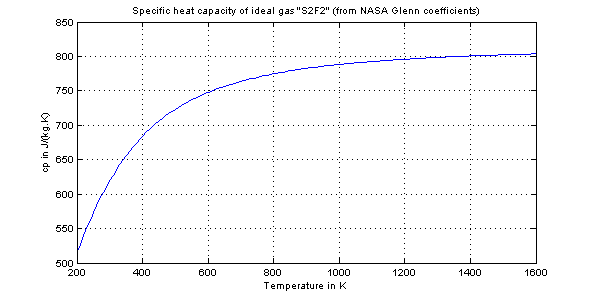 Specific heat capacity of ideal gas "S2F2" (from NASA Glenn coefficients)
850
800
750
700
650
600
550
500
cp in J/(kg.K)
200 400 600 800 1000 1200 1400 1600
Temperature in K